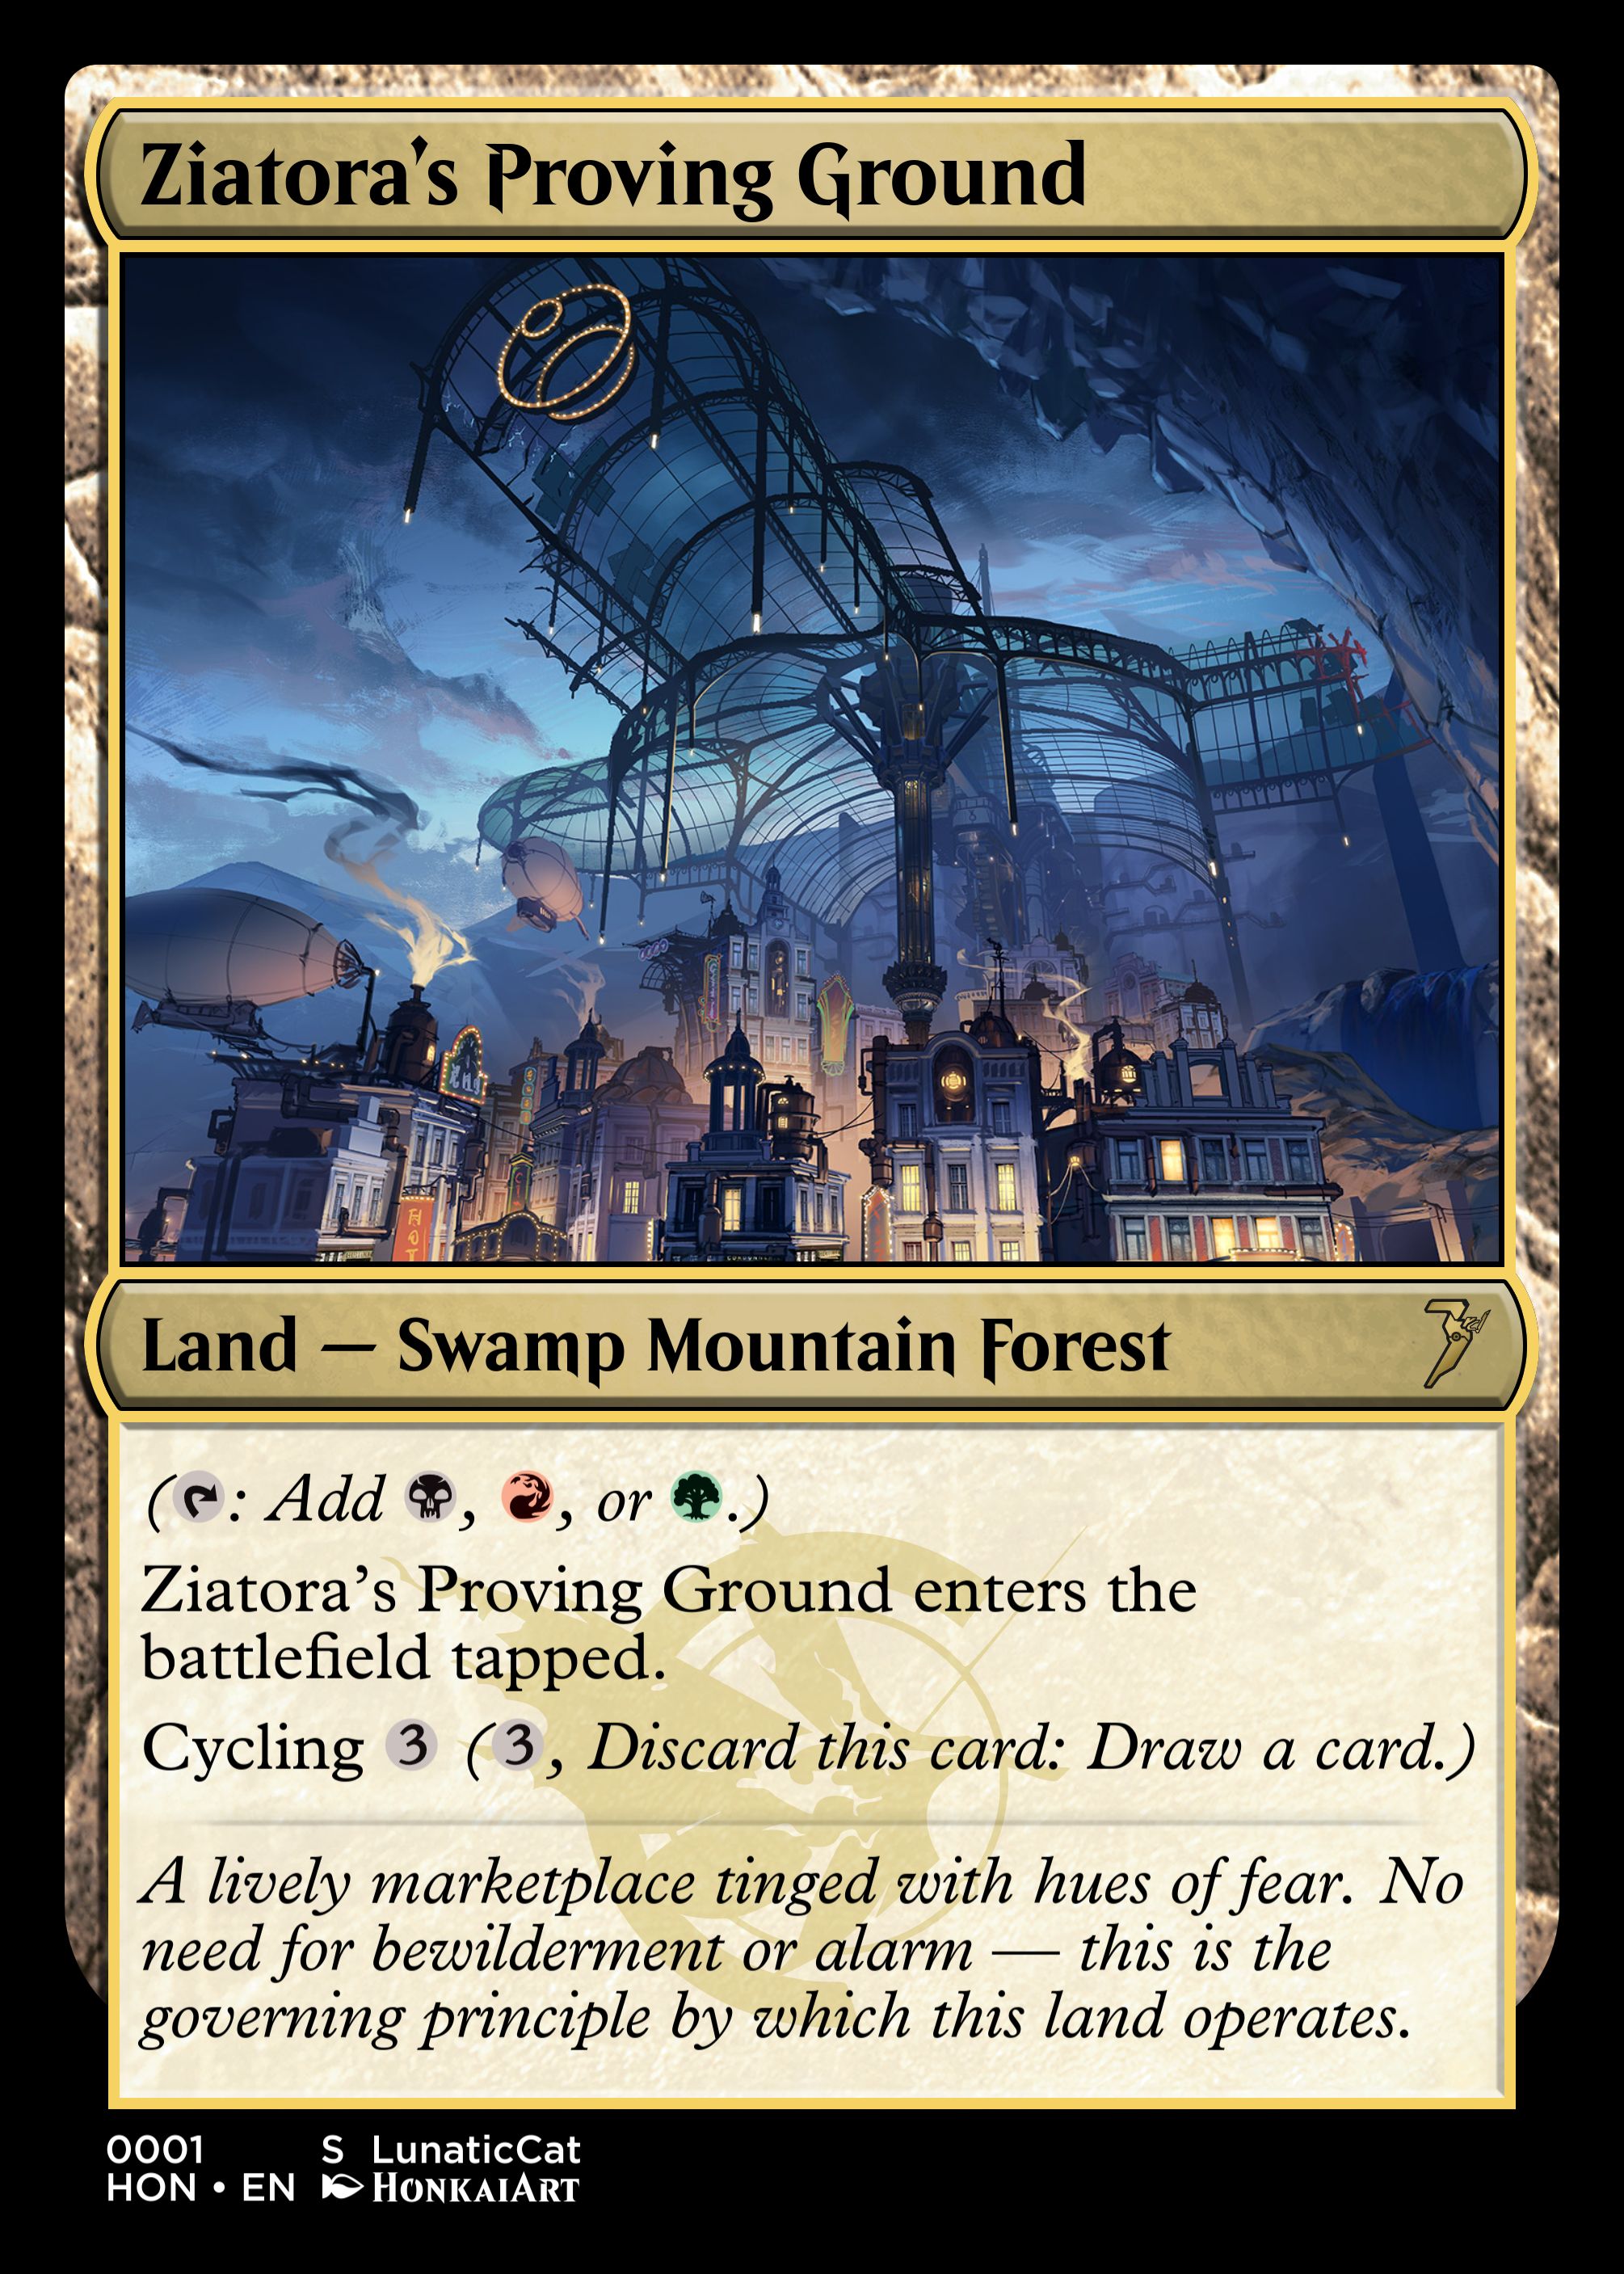 Ziatora's Proving Ground
Land — Swamp Mountain Forest
(: Add , , or .)
Ziatora's Proving Ground enters the
battlefield tapped.
Cycling 3 (3, Discard this card: Draw a card.)
A lively marketplace tinged with hues of fear. No
need for bewilderment or alarm — this is the
governing principle by which this land operates.
0001 S LunaticCat
HON • EN HonkaiArt